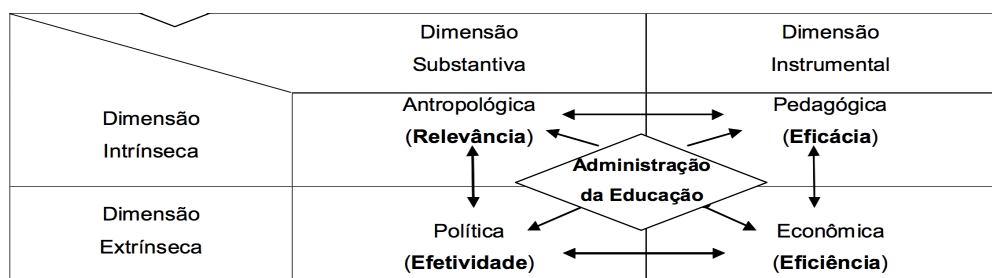 Dimensão
Substantiva
Dimensão
Instrumental
Dimensão
Intrínseca
Antropológica
(Relevância)
Pedagógica
(Eficácia)
Administração
da Educação
Dimensão
Extrínseca
Política
(Efetividade)
Econômica
(Eficiência)